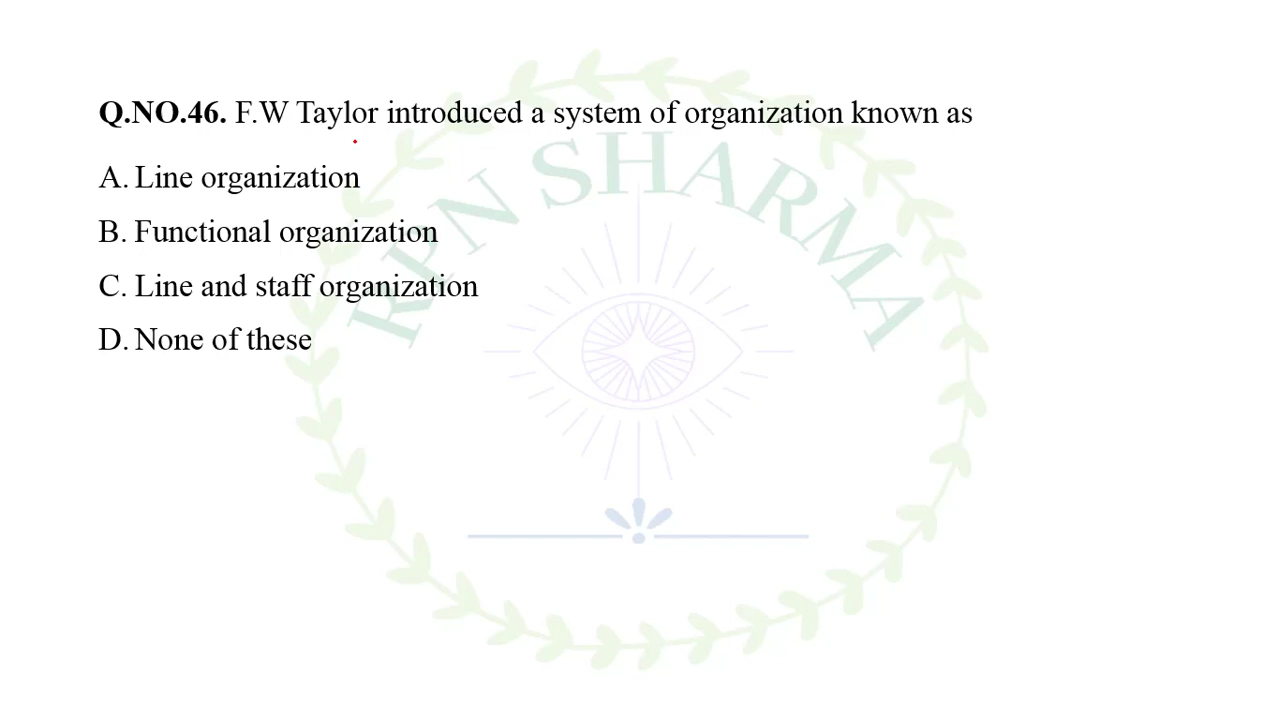 Q.NO.46. F.W Taylor introduced a system of organization known as
A. Line organization
B. Functional organization
C. Line and staff organization
D. None of these
RPN SHARMA